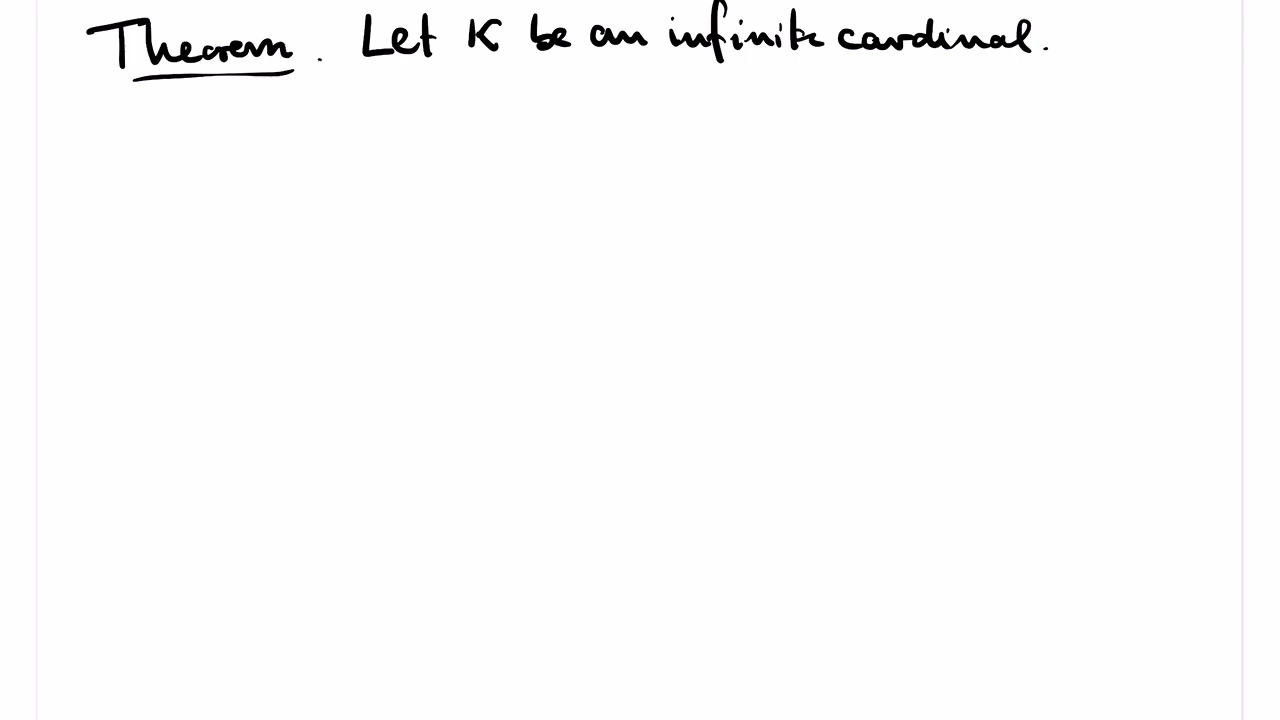 Theorem. Let κ be an infinite cardinal.